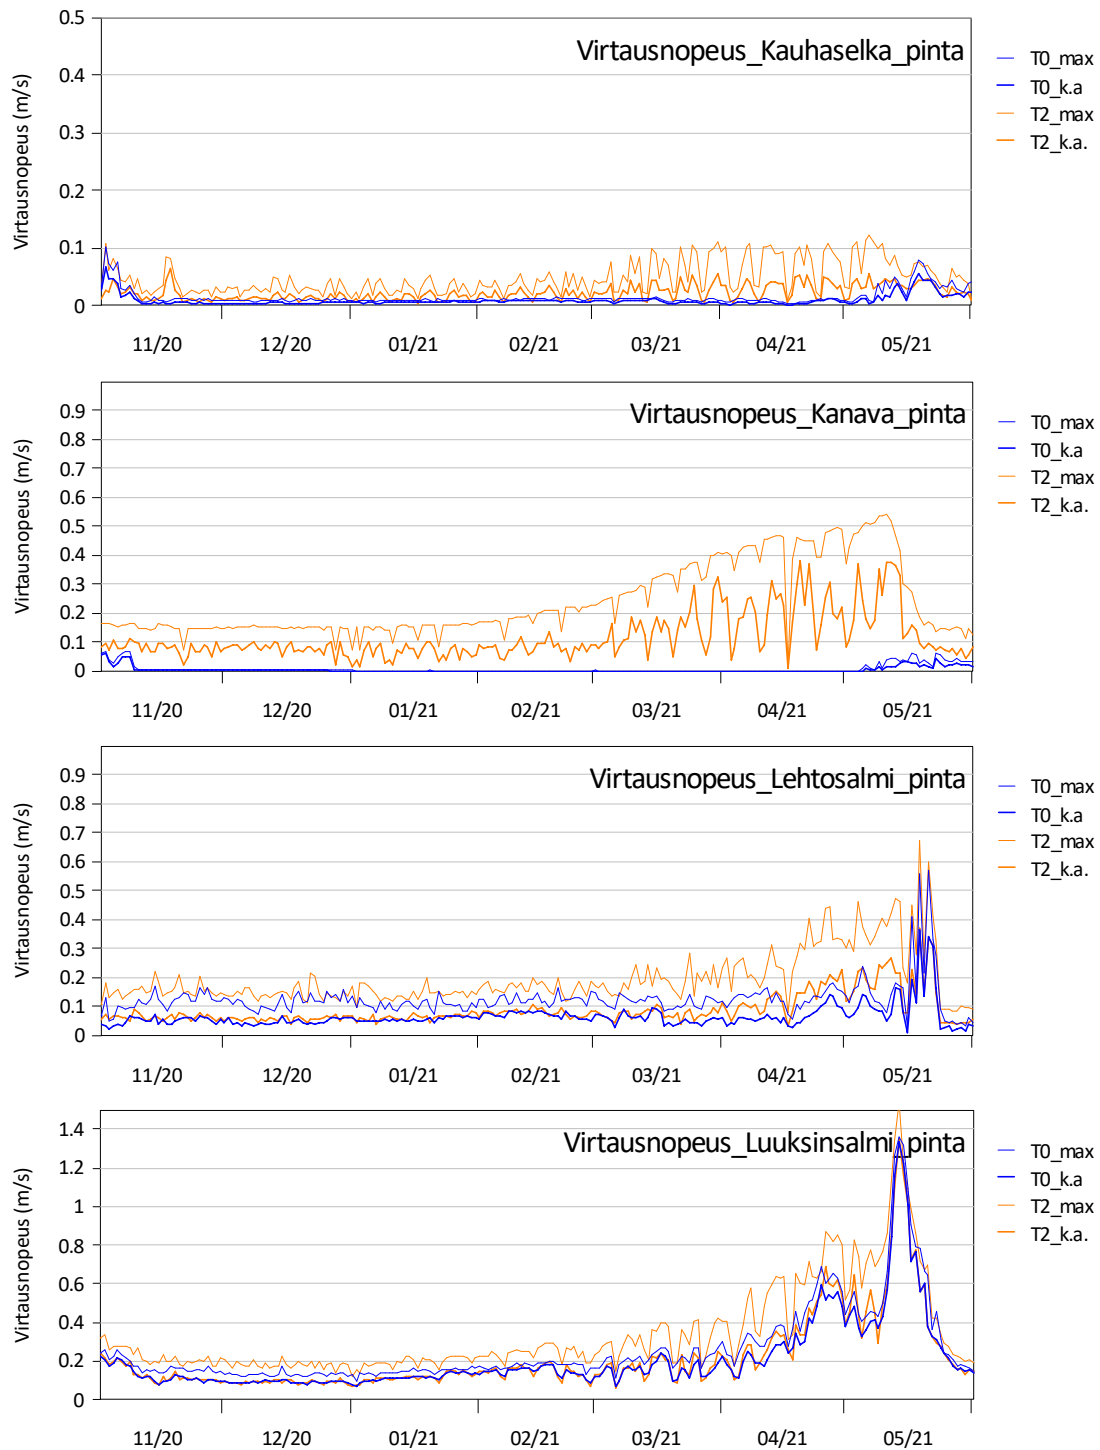 Virtausnopeus_Kauhaselka_pinta
Virtausnopeus (m/s)
0.5
0.4
0.3
0.2
0.1
0
11/20 12/20 01/21 02/21 03/21 04/21 05/21
T0_max
T0_k.a
T2_max
T2_k.a.
Virtausnopeus_Kanava_pinta
Virtausnopeus (m/s)
0.9
0.8
0.7
0.6
0.5
0.4
0.3
0.2
0.1
0
11/20 12/20 01/21 02/21 03/21 04/21 05/21
T0_max
T0_k.a
T2_max
T2_k.a.
Virtausnopeus_Lehtosalmi_pinta
Virtausnopeus (m/s)
0.9
0.8
0.7
0.6
0.5
0.4
0.3
0.2
0.1
0
11/20 12/20 01/21 02/21 03/21 04/21 05/21
T0_max
T0_k.a
T2_max
T2_k.a.
Virtausnopeus_Luuksinsalmi_pinta
Virtausnopeus (m/s)
1.4
1.2
1
0.8
0.6
0.4
0.2
0
11/20 12/20 01/21 02/21 03/21 04/21 05/21
T0_max
T0_k.a
T2_max
T2_k.a.